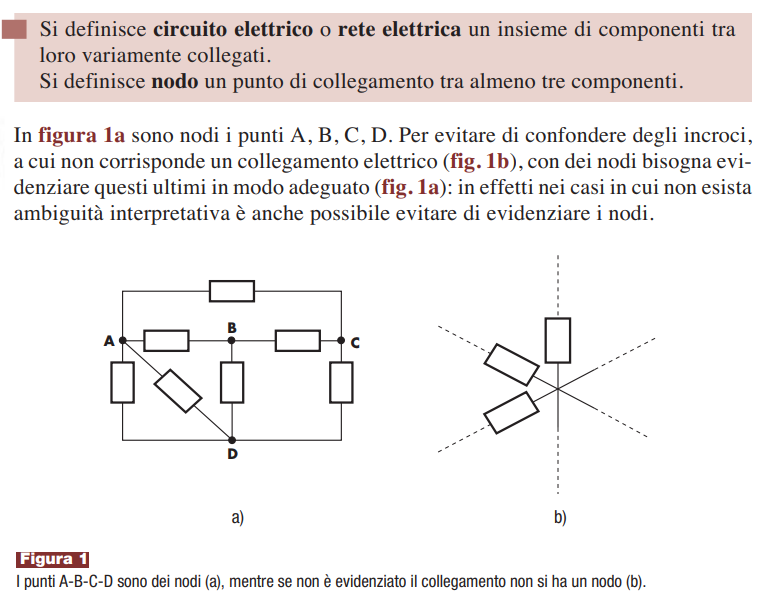 Si definisce circuito elettrico o rete elettrica un insieme di componenti tra
loro variamente collegati.
Si definisce nodo un punto di collegamento tra almeno tre componenti.
In figura 1a sono nodi i punti A, B, C, D. Per evitare di confondere degli incroci,
a cui non corrisponde un collegamento elettrico (fig. 1b), con dei nodi bisogna evi-
denziare questi ultimi in modo adeguato (fig. 1a): in effetti nei casi in cui non esista
ambiguità interpretativa è anche possibile evitare di evidenziare i nodi.
B
A
C
D
a)
b)
Figura 1
I punti A-B-C-D sono dei nodi (a), mentre se non è evidenziato il collegamento non si ha un nodo (b).